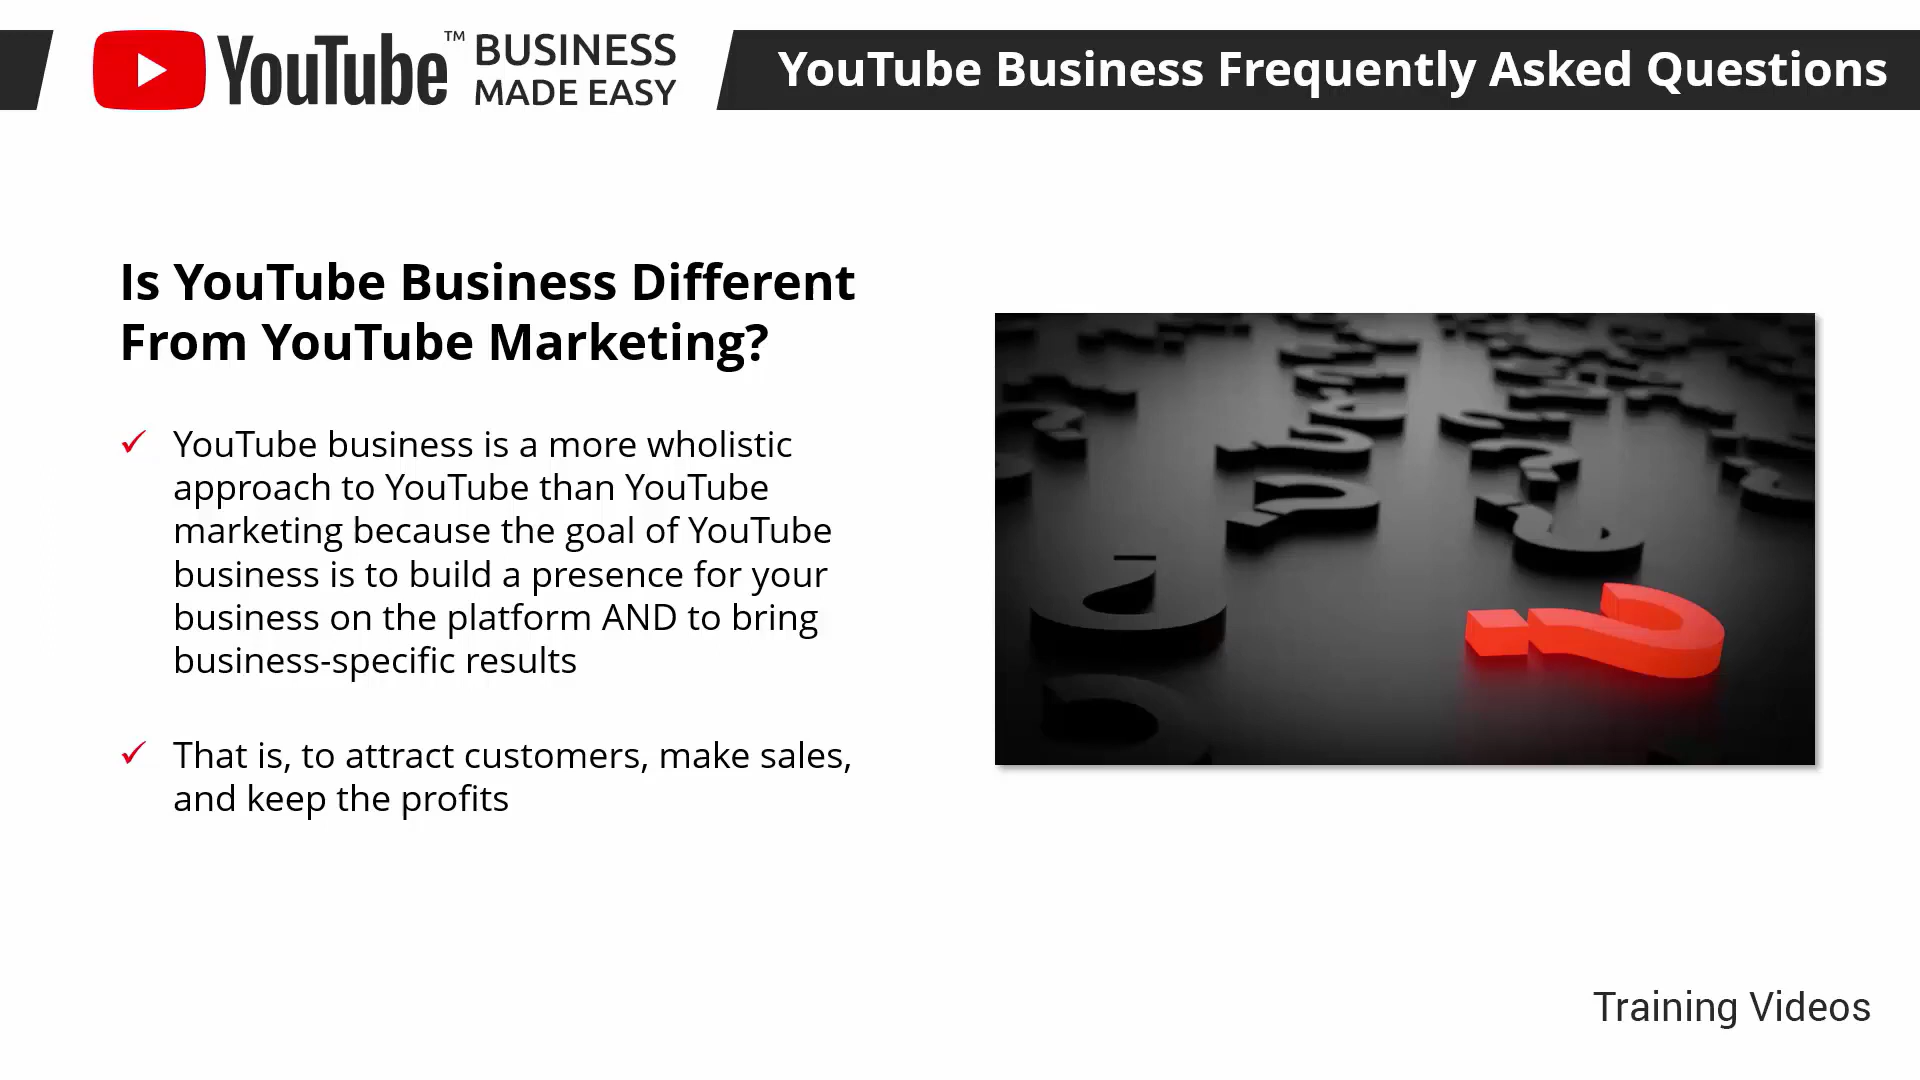 YouTube™ BUSINESS
MADE EASY
YouTube Business Frequently Asked Questions
Is YouTube Business Different
From YouTube Marketing?
✓ YouTube business is a more wholistic
approach to YouTube than YouTube
marketing because the goal of YouTube
business is to build a presence for your
business on the platform AND to bring
business-specific results
✓ That is, to attract customers, make sales,
and keep the profits
Training Videos